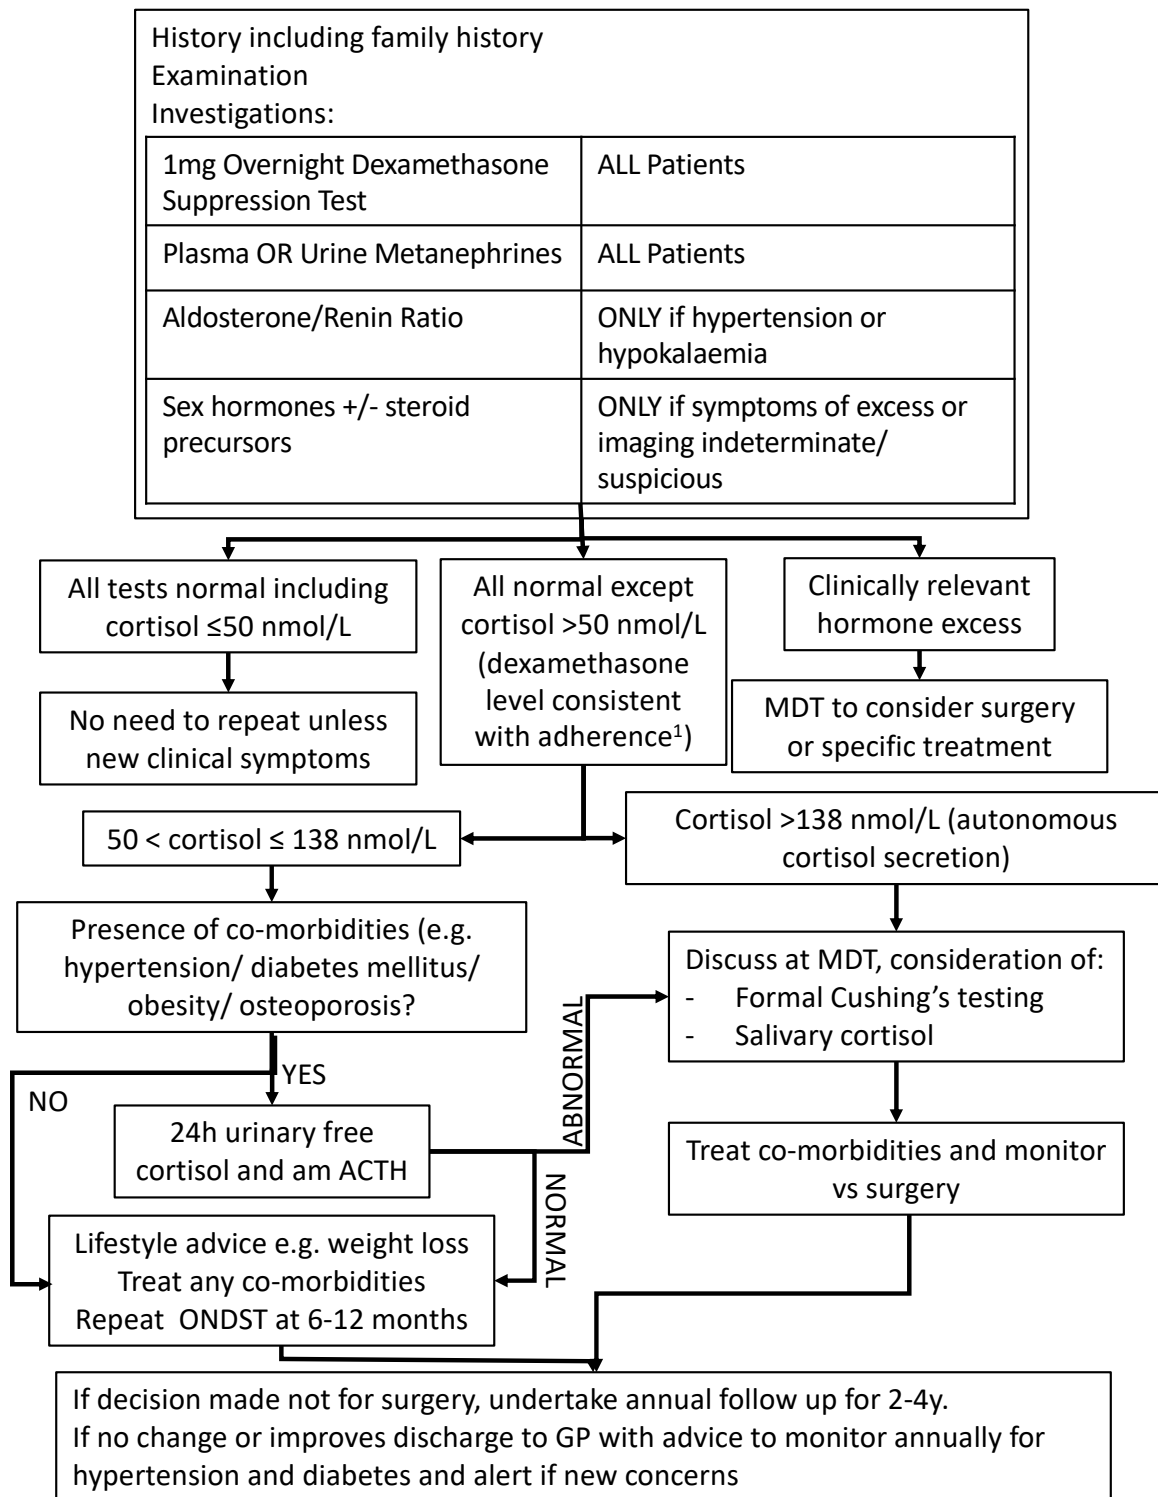 History including family history
Examination
Investigations:
1mg Overnight Dexamethasone
Suppression Test
ALL Patients
Plasma OR Urine Metanephrines
ALL Patients
Aldosterone/Renin Ratio
ONLY if hypertension or
hypokalaemia
Sex hormones +/- steroid
precursors
ONLY if symptoms of excess or
imaging indeterminate/
suspicious
All tests normal including
cortisol ≤50 nmol/L
All normal except
cortisol >50 nmol/L
(dexamethasone
level consistent
with adherence¹)
Clinically relevant
hormone excess
No need to repeat unless
new clinical symptoms
MDT to consider surgery
or specific treatment
50 < cortisol ≤ 138 nmol/L
Cortisol >138 nmol/L (autonomous
cortisol secretion)
Presence of co-morbidities (e.g.
hypertension/ diabetes mellitus/
obesity/ osteoporosis?
Discuss at MDT, consideration of:
- Formal Cushing's testing
- Salivary cortisol
NO
YES
ABNORMAL
24h urinary free
cortisol and am ACTH
NORMAL
Treat co-morbidities and monitor
vs surgery
Lifestyle advice e.g. weight loss
Treat any co-morbidities
Repeat ONDST at 6-12 months
If decision made not for surgery, undertake annual follow up for 2-4y.
If no change or improves discharge to GP with advice to monitor annually for
hypertension and diabetes and alert if new concerns